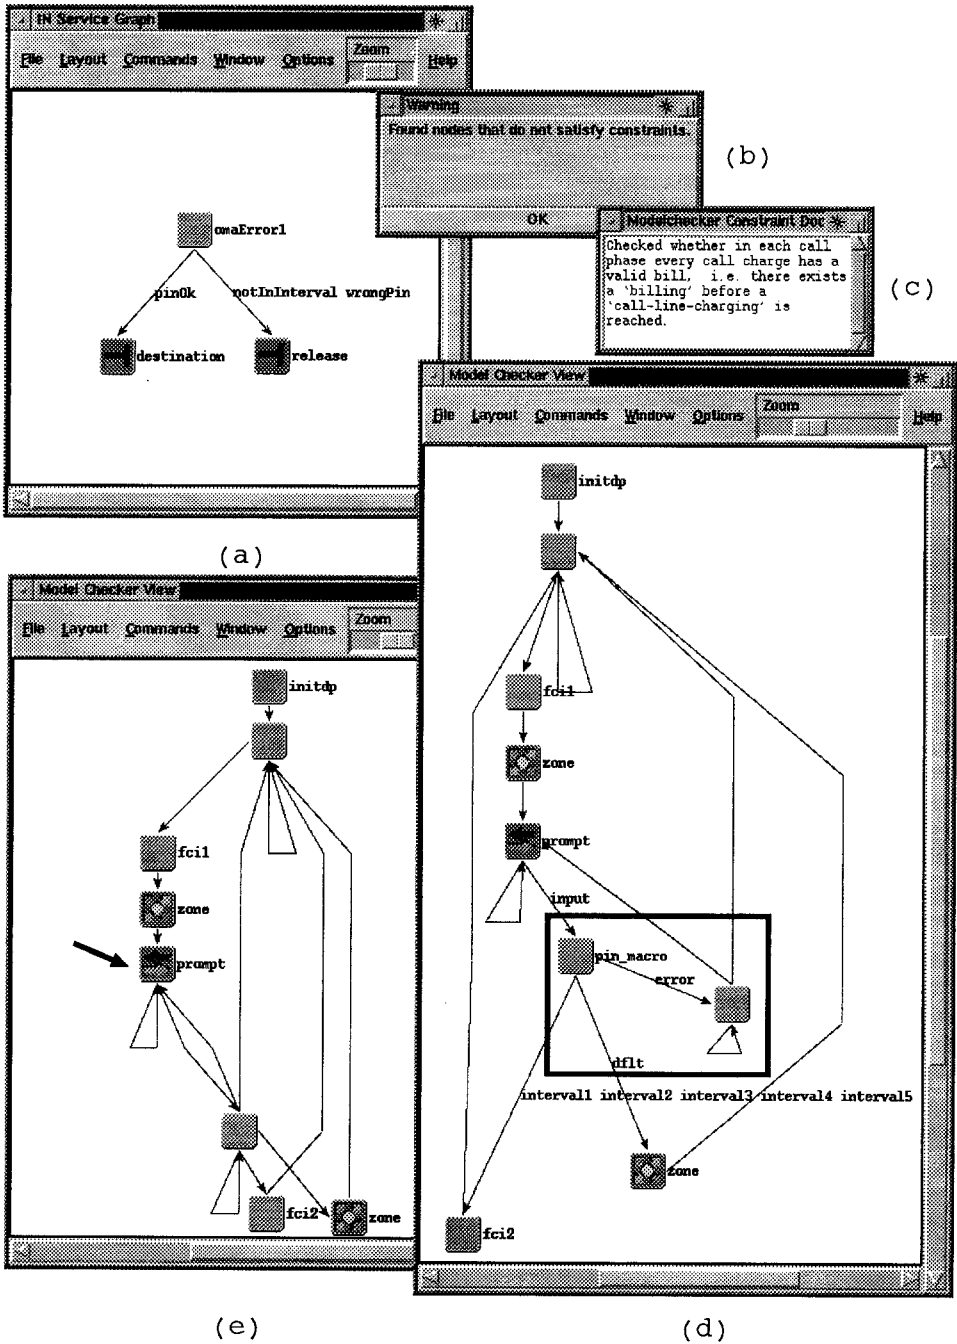 IN Service Graph
File Layout Commands Window Options Zoom Help
omaError1
pinOk
notInInterval wrongPin
destination
release
(a)
Warning
Found nodes that do not satisfy constraints.
OK
(b)
Modelchecker Constraint Doc
Checked whether in each call
phase every call charge has a
valid bill, i.e. there exists
a 'billing' before a
'call-line-charging' is
reached.
(c)
Model Checker View
File Layout Commands Window Options Zoom Help
initdp
fci1
zone
prompt
input
pin_macro
error
dflt
interval1 interval2 interval3 interval4 interval5
zone
fci2
(d)
Model Checker View
File Layout Commands Window Options Zoom
initdp
fci1
zone
prompt
fci2
zone
(e)